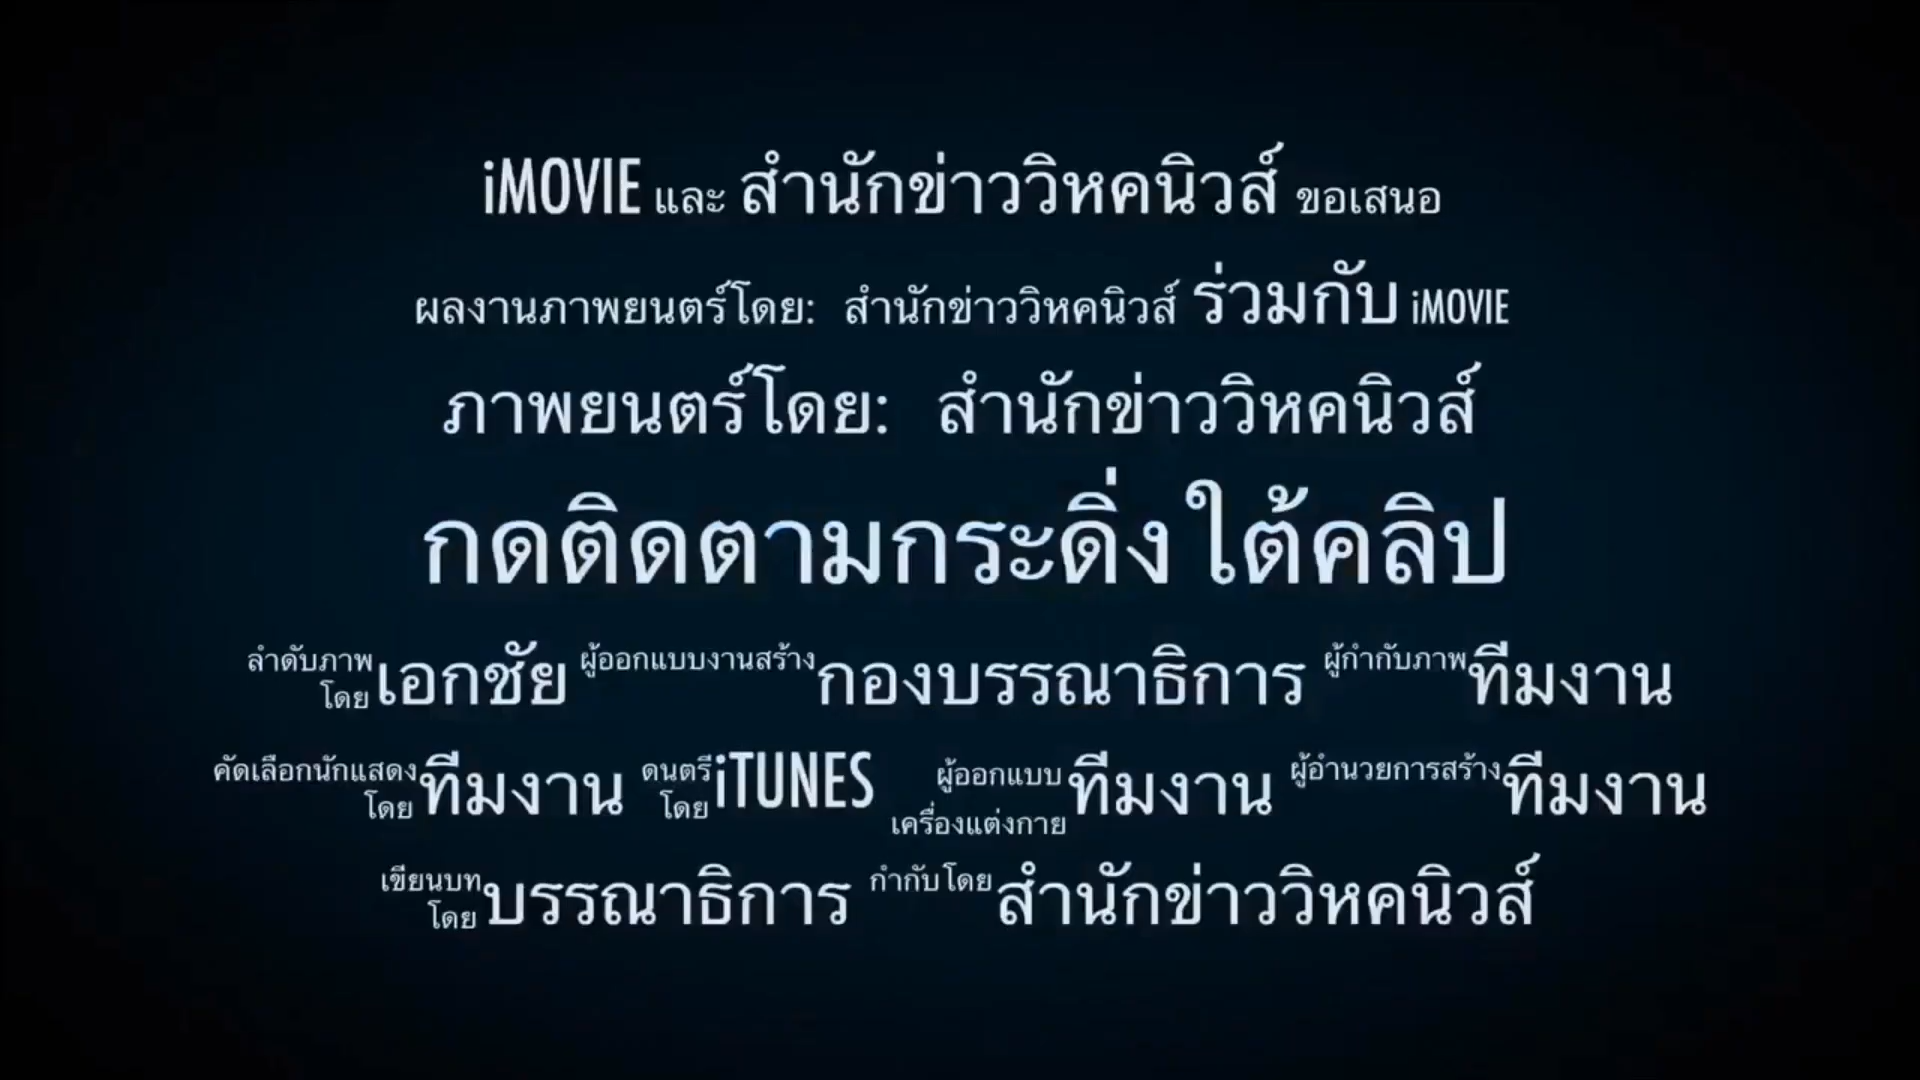 iMOVIE และ สำนักข่าววิหคนิวส์ ขอเสนอ
ผลงานภาพยนตร์โดย: สำนักข่าววิหคนิวส์ ร่วมกับ iMOVIE
ภาพยนตร์โดย: สำนักข่าววิหคนิวส์
กดติดตามกระดิ่งใต้คลิป
ลำดับภาพโดย เอกชัย ผู้ออกแบบงานสร้าง กองบรรณาธิการ ผู้กำกับภาพ ทีมงาน
คัดเลือกนักแสดงโดย ทีมงาน ดนตรีโดย iTUNES ผู้ออกแบบเครื่องแต่งกาย ทีมงาน ผู้อำนวยการสร้าง ทีมงาน
เขียนบทโดย บรรณาธิการ กำกับโดย สำนักข่าววิหคนิวส์